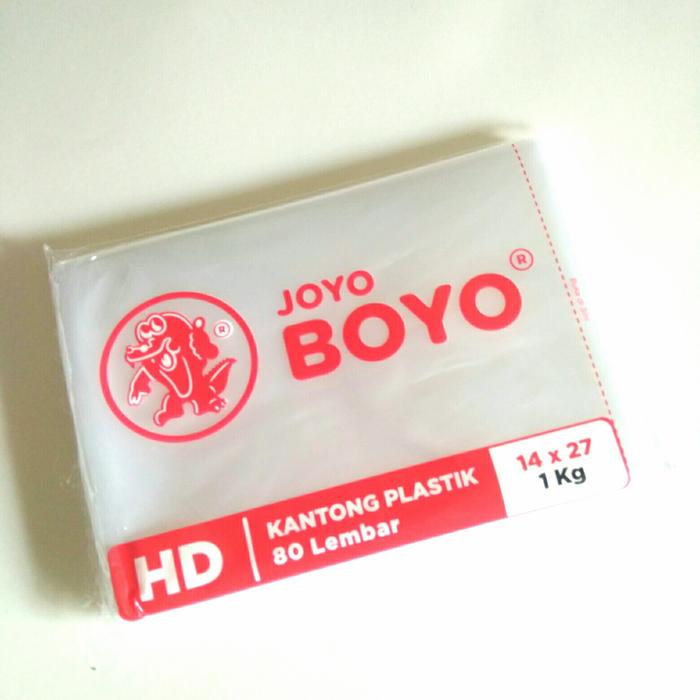 JOYO
BOYO
®
®
HD
KANTONG PLASTIK
80 Lembar
14 x 27
1 Kg